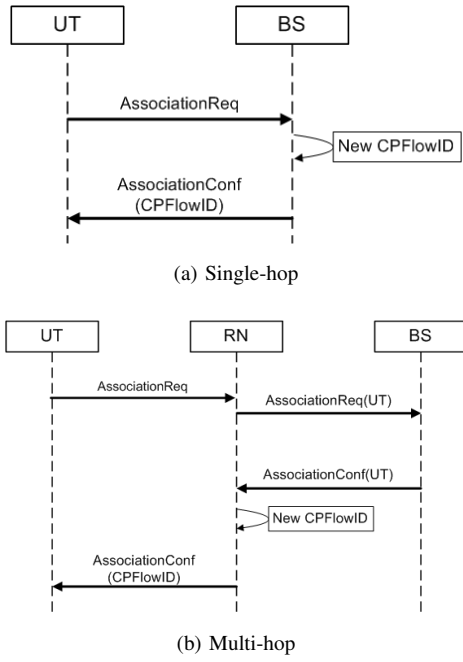 UT
BS
AssociationReq
New CPFlowID
AssociationConf
(CPFlowID)
(a) Single-hop
UT
RN
BS
AssociationReq
AssociationReq(UT)
AssociationConf(UT)
New CPFlowID
AssociationConf
(CPFlowID)
(b) Multi-hop